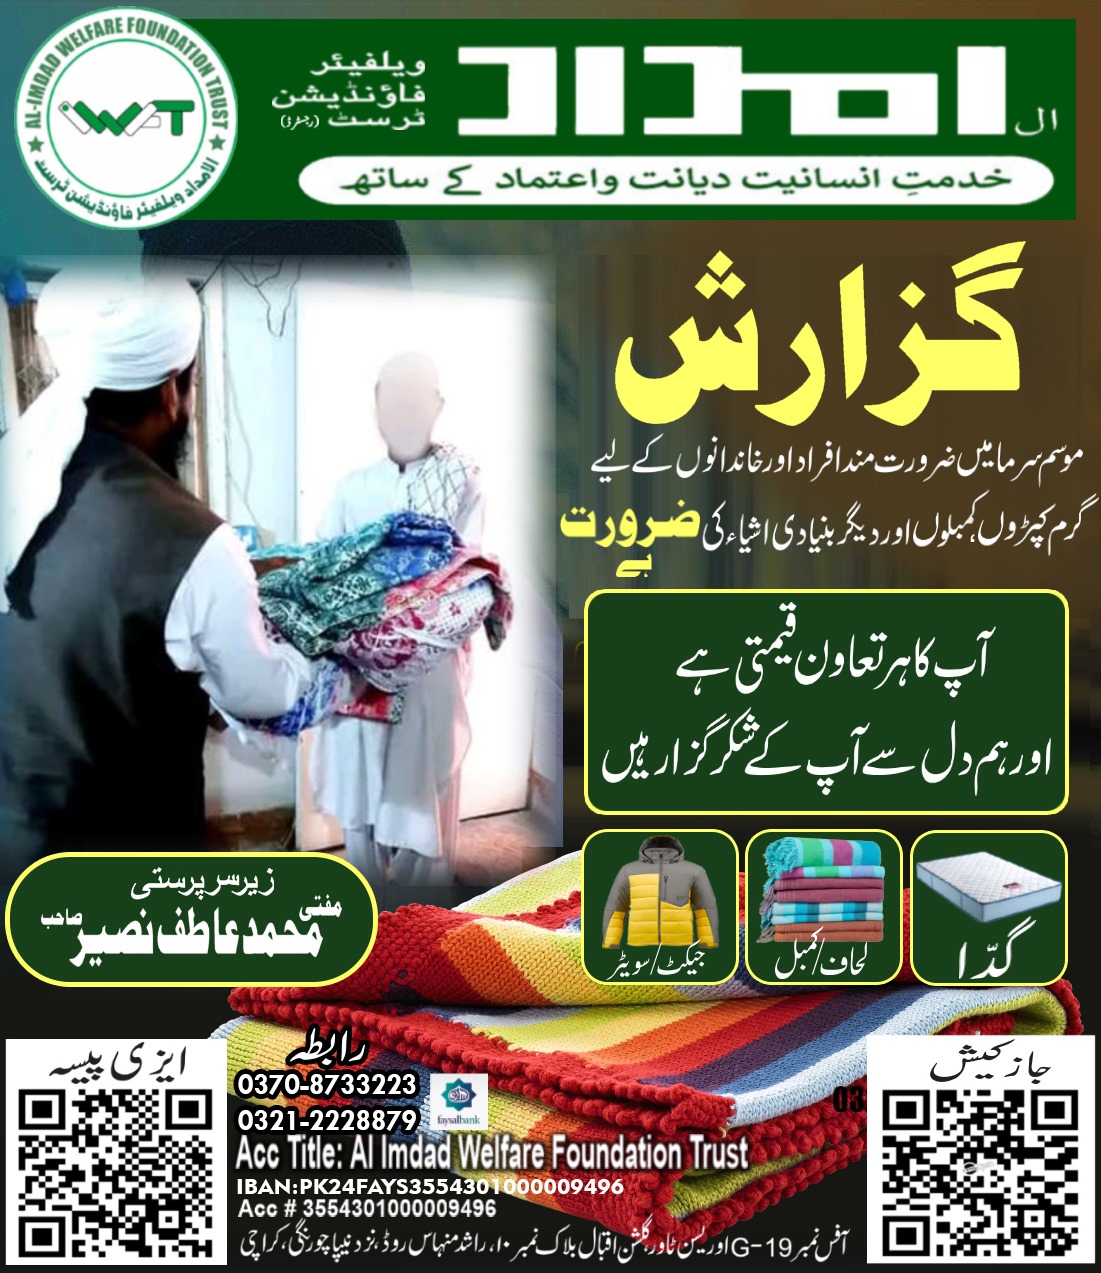 AL-IMDAD WELFARE FOUNDATION TRUST
الامداد ویلفیئر فاؤنڈیشن ٹرسٹ
ال امداد
ویلفیئر
فاؤنڈیشن
ٹرسٹ (رجسٹرڈ)
خدمتِ انسانیت دیانت واعتماد کے ساتھ
گزارش
موسم سرما میں ضرورت مند افراد اور خاندانوں کے لیے
گرم کپڑوں، کمبلوں اور دیگر بنیادی اشیاء کی ضرورت
ہے
آپ کا ہر تعاون قیمتی ہے
اور ہم دل سے آپ کے شکر گزار ہیں
گدّا
لحاف/کمبل
جیکٹ/سویٹر
زیر سرپرستی
مفتی محمد عاطف نصیر صاحب
جاز کیش
ایزی پیسہ
رابطہ
0370-8733223
0321-2228879
faysalbank
03
Acc Title: Al Imdad Welfare Foundation Trust
IBAN:PK24FAYS3554301000009496
Acc # 3554301000009496
آفس نمبر G-19 اوریسن ٹاور، گلشن اقبال بلاک نمبر ۱۰، راشد منہاس روڈ، نزد نیپا چورنگی، کراچی